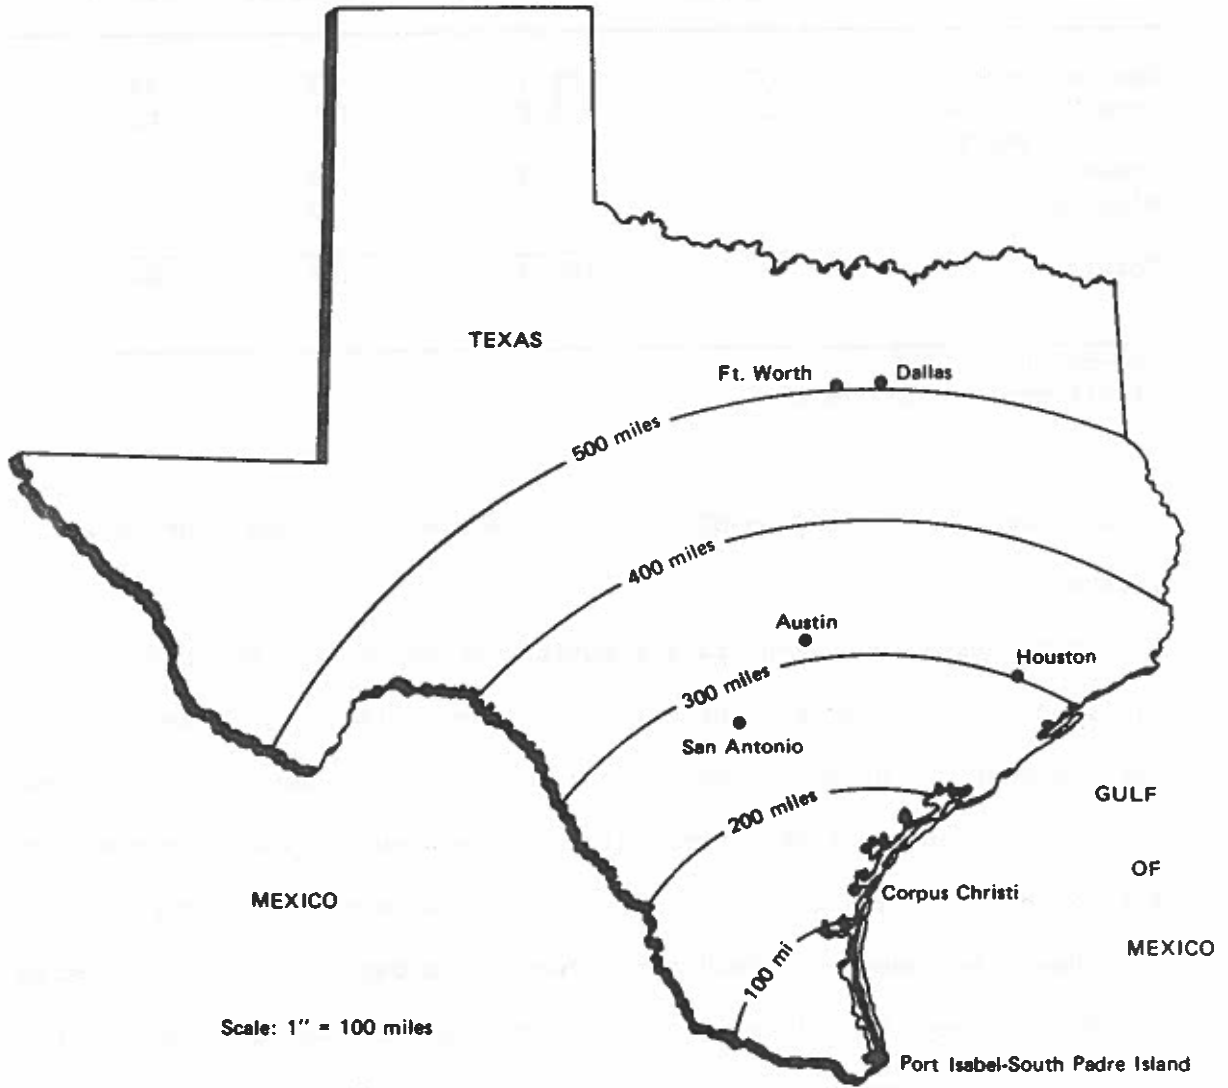 TEXAS
Ft. Worth
Dallas
500 miles
400 miles
Austin
Houston
300 miles
San Antonio
GULF
200 miles
OF
MEXICO
Corpus Christi
MEXICO
100 mi
Scale: 1" = 100 miles
Port Isabel-South Padre Island